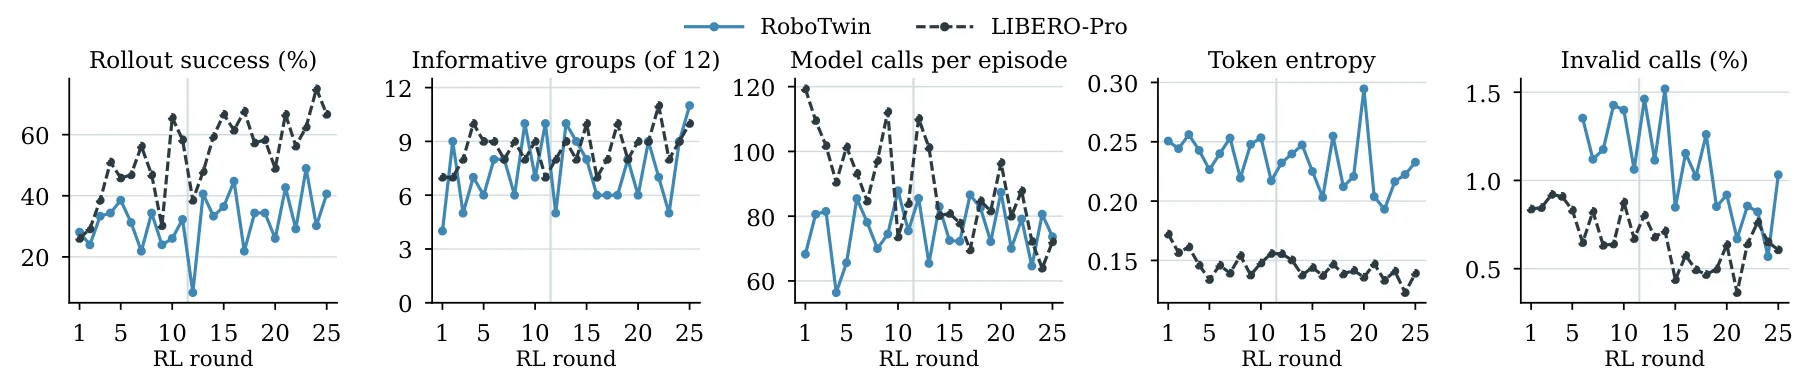 RoboTwin LIBERO-Pro
Rollout success (%)
60
40
20
1 5 10 15 20 25
RL round
Informative groups (of 12)
12
9
6
3
0
1 5 10 15 20 25
RL round
Model calls per episode
120
100
80
60
1 5 10 15 20 25
RL round
Token entropy
0.30
0.25
0.20
0.15
1 5 10 15 20 25
RL round
Invalid calls (%)
1.5
1.0
0.5
1 5 10 15 20 25
RL round